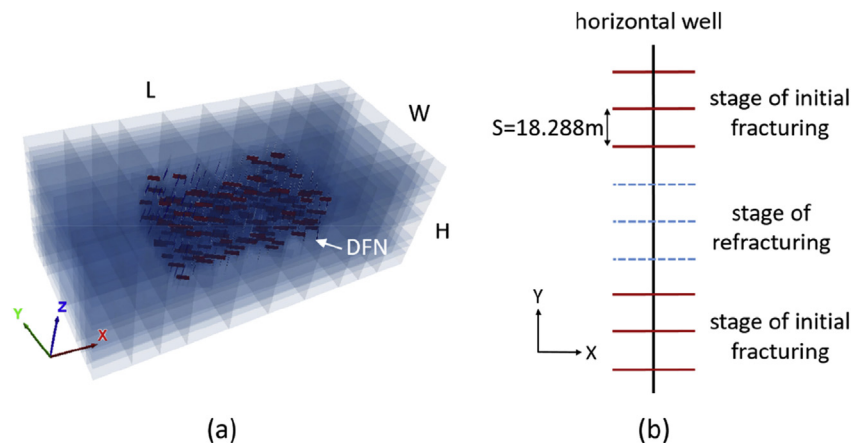 L
W
H
DFN
Y
Z
X
(a)
horizontal well
S=18.288m
stage of initial
fracturing
stage of
refracturing
stage of initial
fracturing
Y
X
(b)